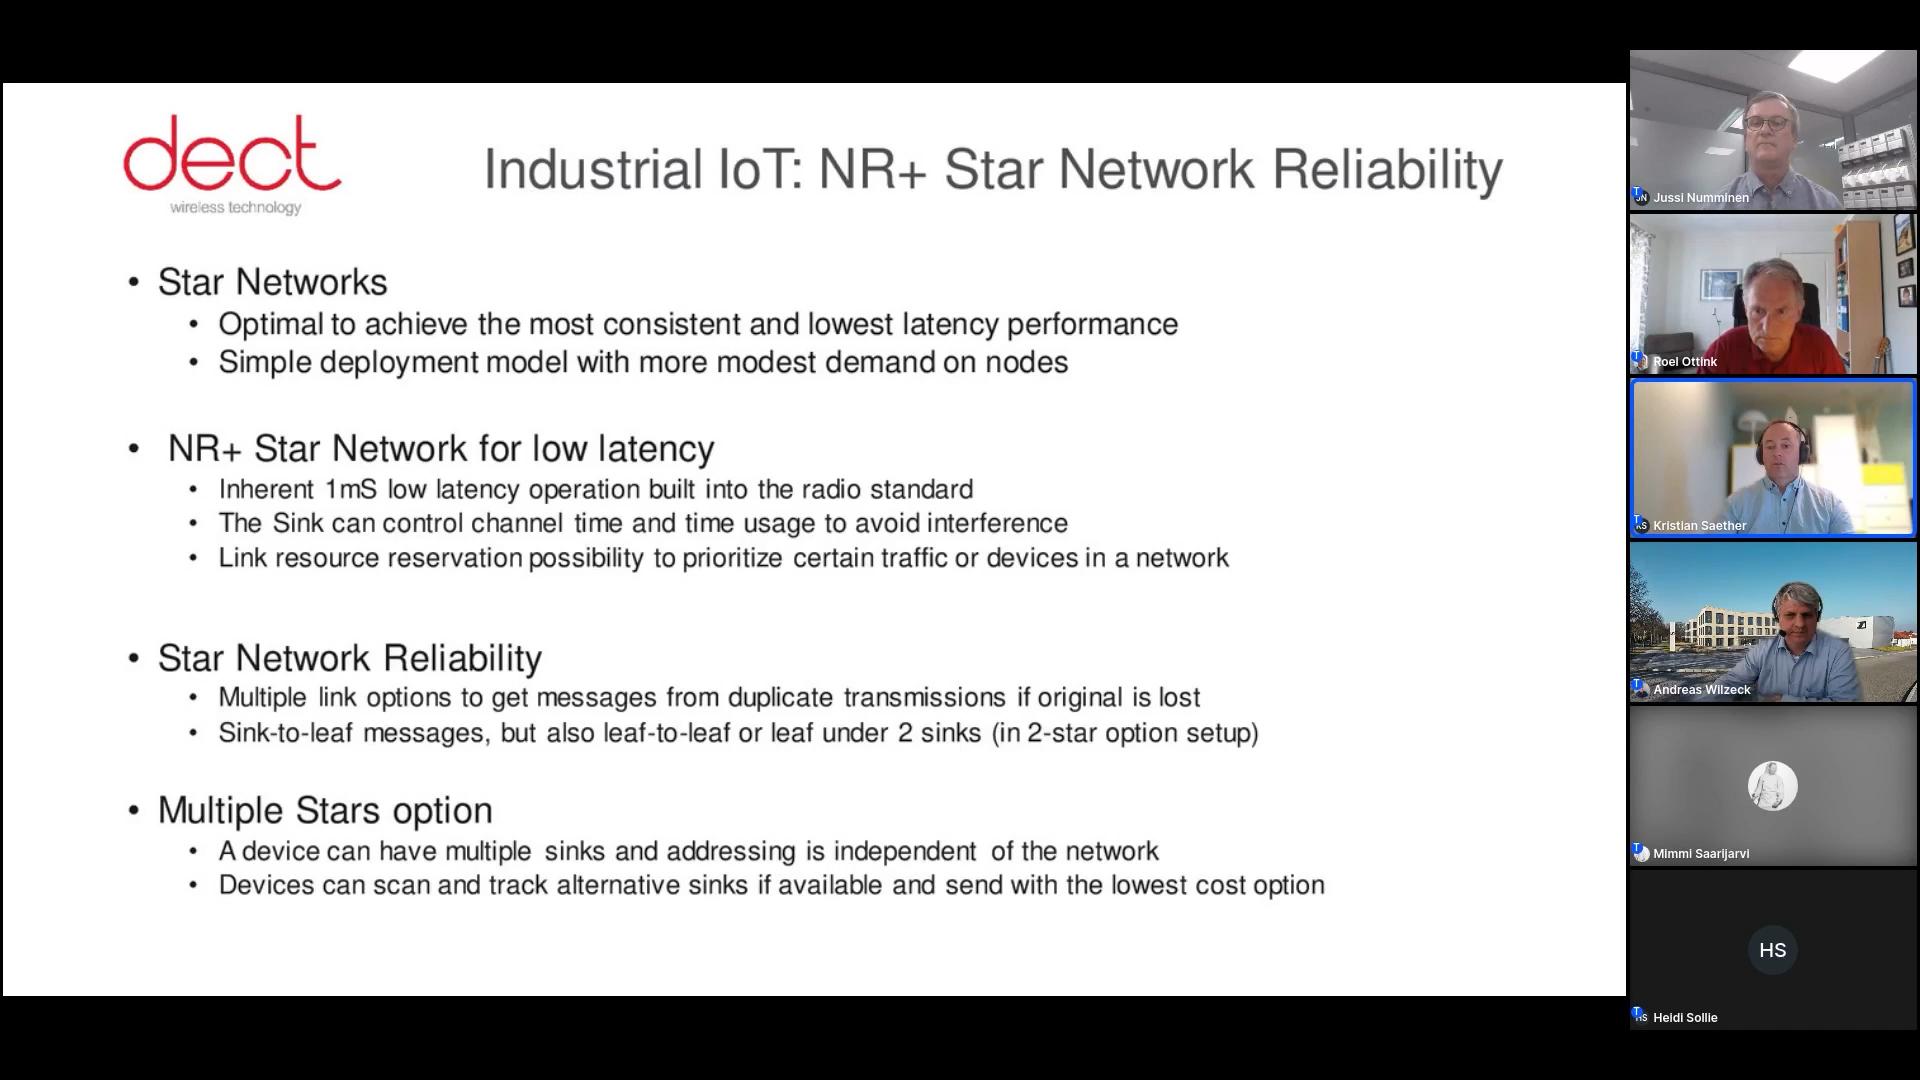 dect
wireless technology
Industrial IoT: NR+ Star Network Reliability
• Star Networks
• Optimal to achieve the most consistent and lowest latency performance
• Simple deployment model with more modest demand on nodes
• NR+ Star Network for low latency
• Inherent 1mS low latency operation built into the radio standard
• The Sink can control channel time and time usage to avoid interference
• Link resource reservation possibility to prioritize certain traffic or devices in a network
• Star Network Reliability
• Multiple link options to get messages from duplicate transmissions if original is lost
• Sink-to-leaf messages, but also leaf-to-leaf or leaf under 2 sinks (in 2-star option setup)
• Multiple Stars option
• A device can have multiple sinks and addressing is independent of the network
• Devices can scan and track alternative sinks if available and send with the lowest cost option
Jussi Numminen
Roel Ottink
Kristian Saether
Andreas Wilzeck
Mimmi Saarijarvi
HS
Heidi Sollie